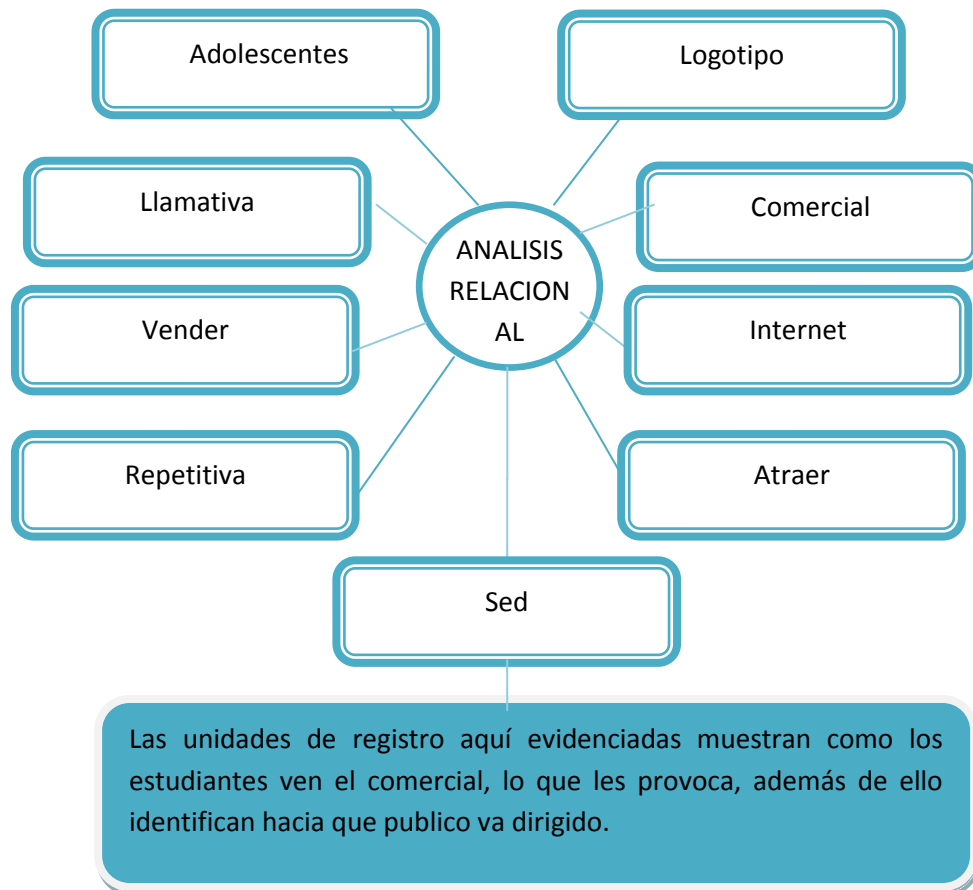 Adolescentes
Logotipo
Llamativa
Comercial
ANALISIS
RELACION
AL
Vender
Internet
Repetitiva
Atraer
Sed
Las unidades de registro aquí evidenciadas muestran como los
estudiantes ven el comercial, lo que les provoca, además de ello
identifican hacia que publico va dirigido.